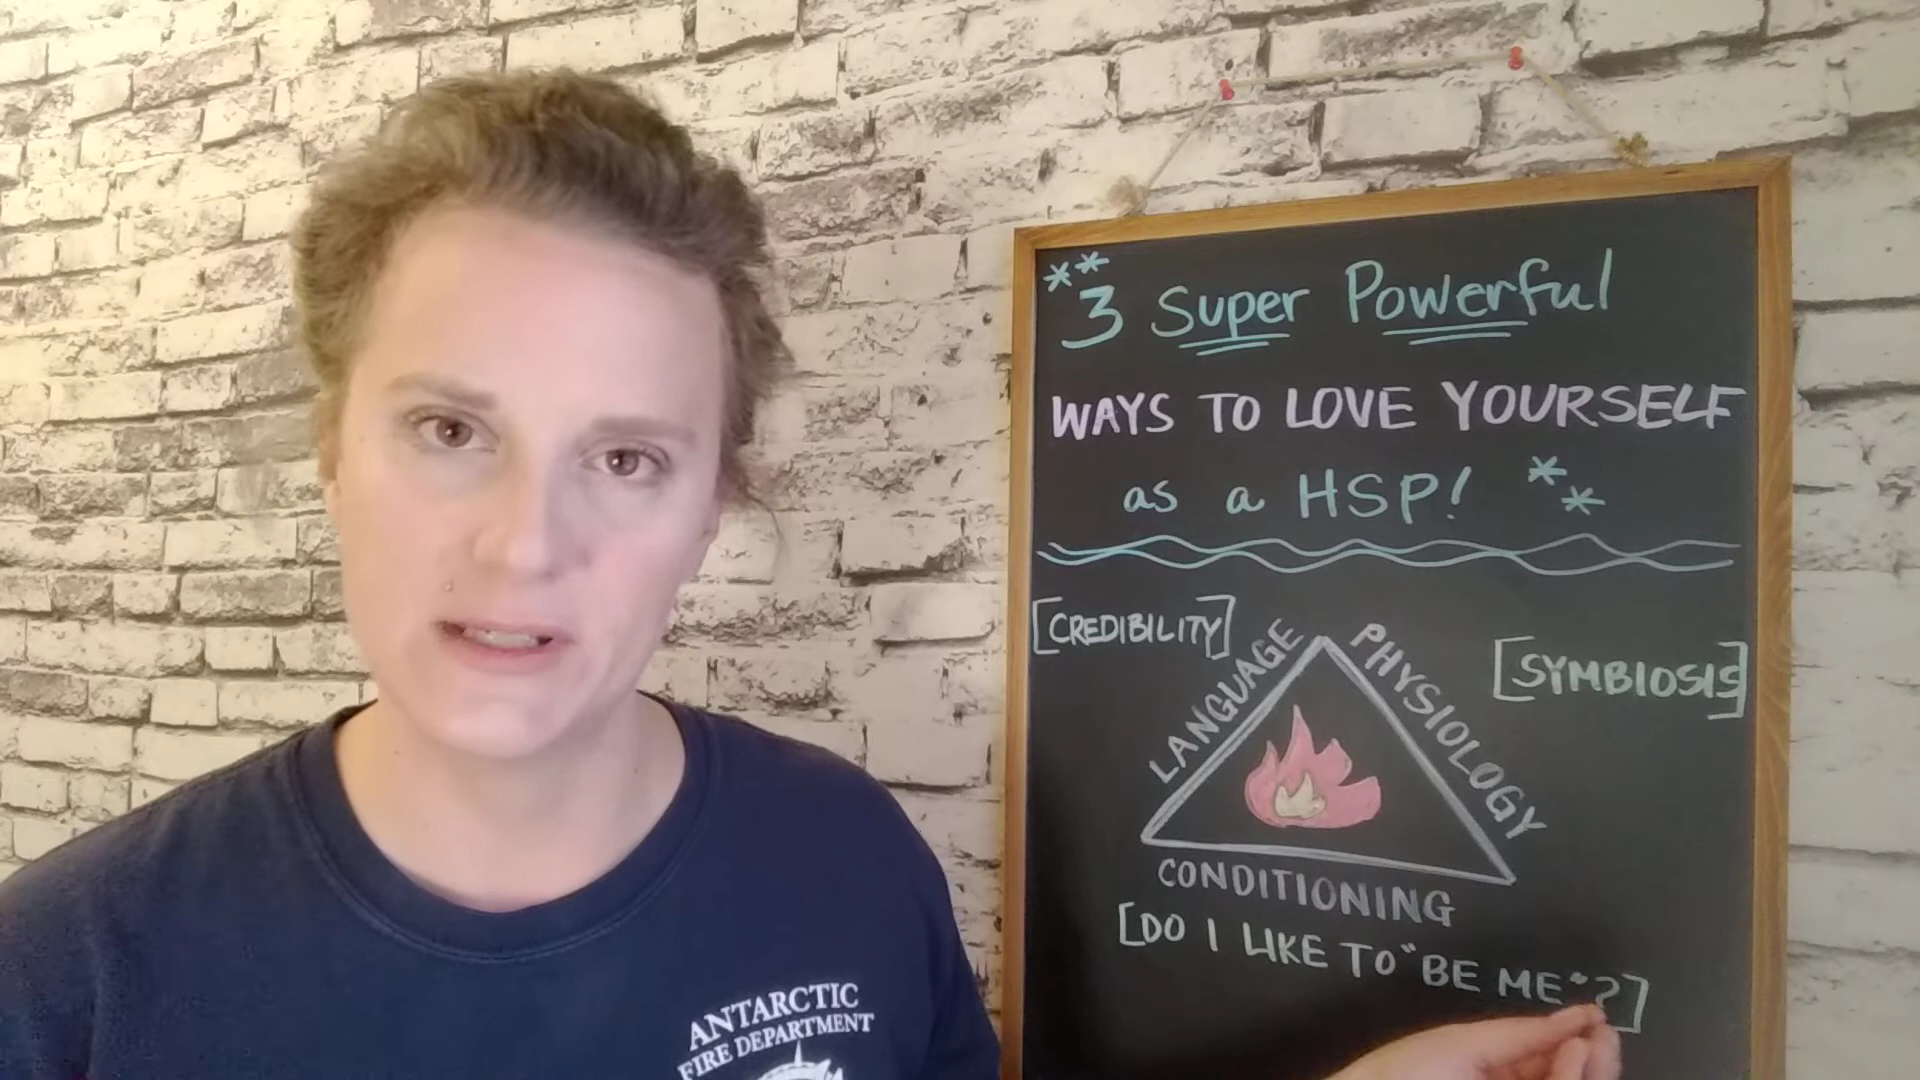 ** 3 Super Powerful
WAYS TO LOVE YOURSELF
as a HSP! **
[CREDIBILITY]
LANGUAGE
PHYSIOLOGY
[SYMBIOSIS]
CONDITIONING
[DO I LIKE TO "BE ME"?]
ANTARCTIC
FIRE DEPARTMENT